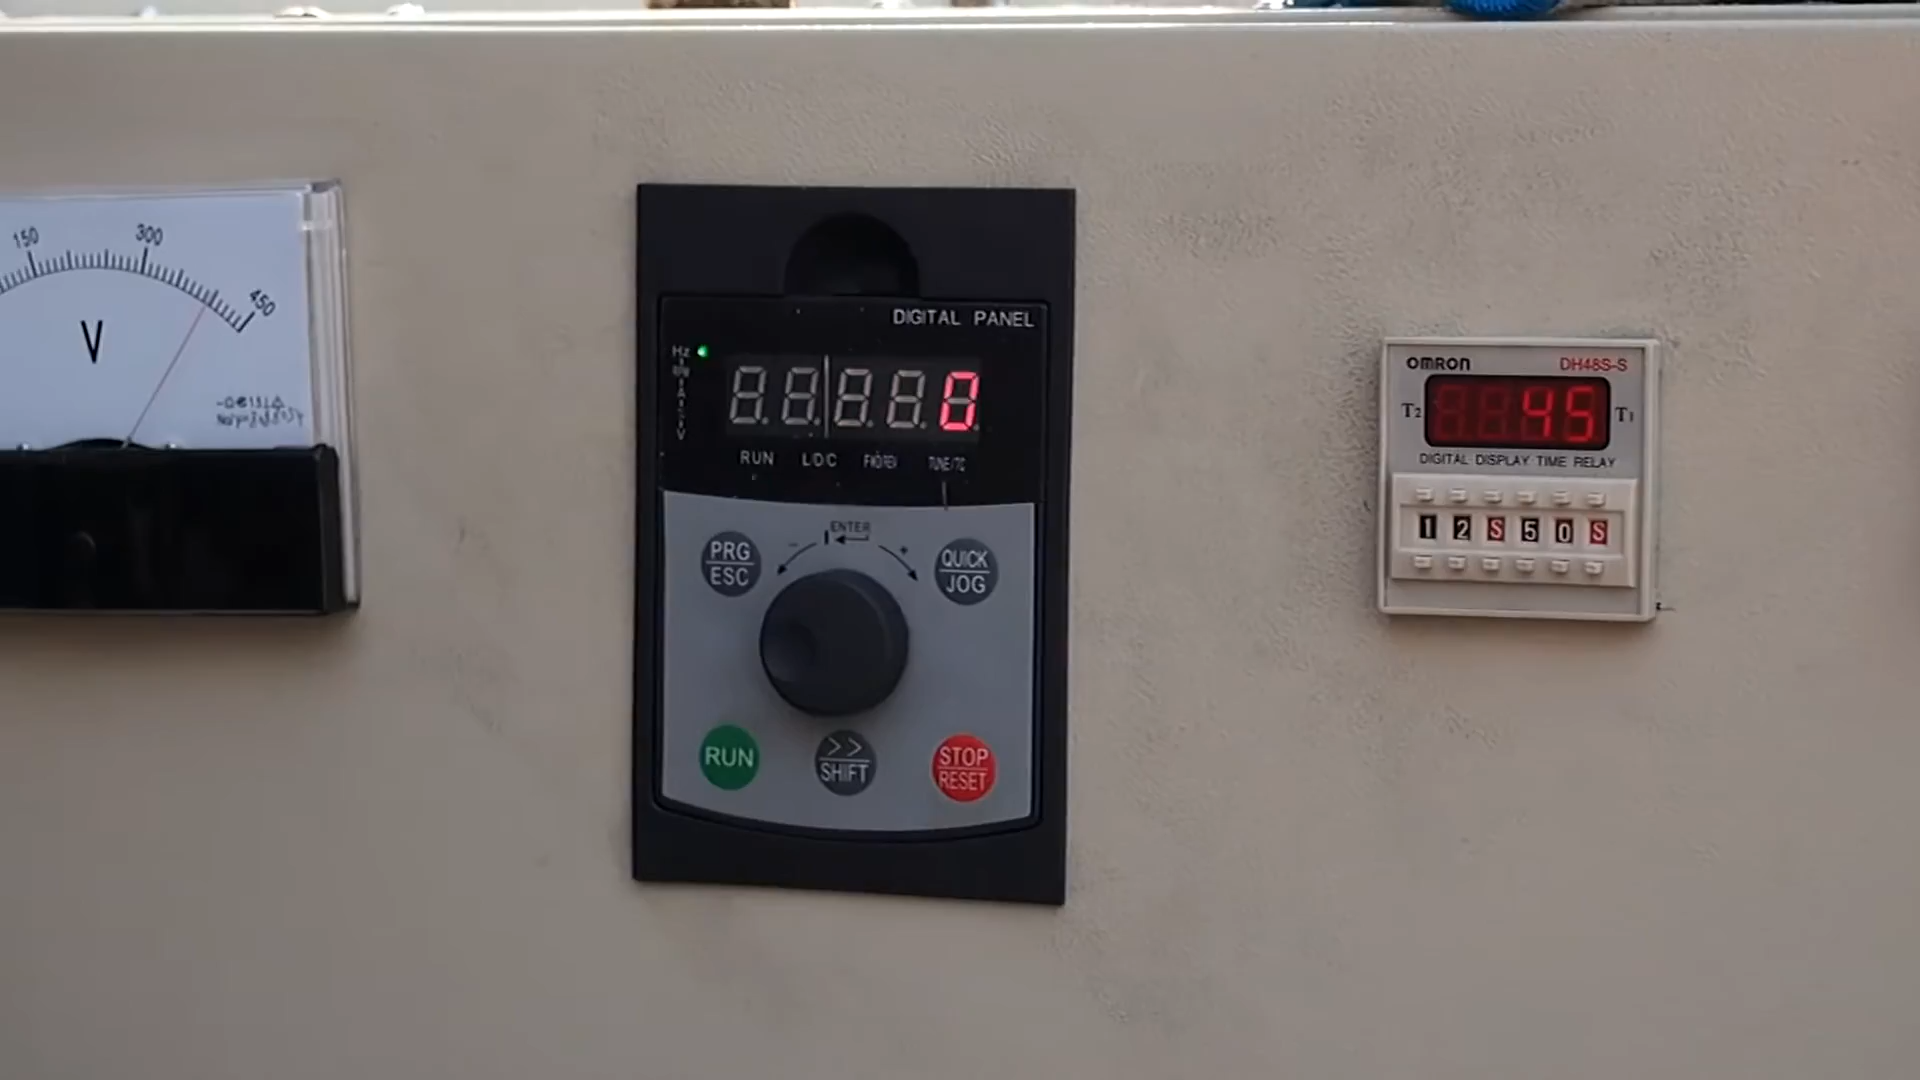 150
300
450
V
DIGITAL PANEL
Hz
0
RUN L/D/C FWD/REV TUNE/TC
ENTER
- +
PRG
ESC
QUICK
JOG
RUN
>>
SHIFT
STOP
RESET
OMRON DH48S-S
T2 45 T1
DIGITAL DISPLAY TIME RELAY
1 2 S 5 0 S